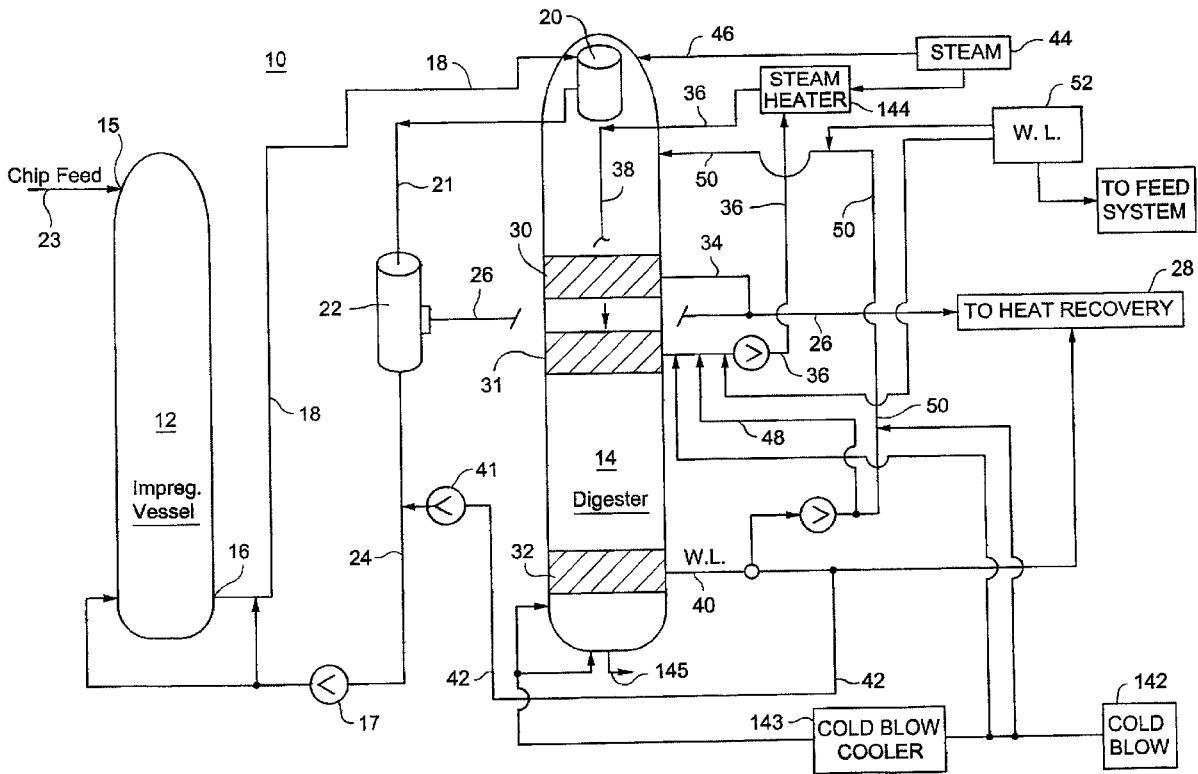 20
46
STEAM
44
10
18
STEAM
HEATER
144
52
15
36
W. L.
Chip Feed
23
21
38
50
36
50
TO FEED
SYSTEM
30
34
28
22
26
TO HEAT RECOVERY
26
31
36
18
12
50
48
14
41
Impreg.
Vessel
Digester
24
16
32
W.L.
40
42
145
42
17
143
142
COLD BLOW
COOLER
COLD
BLOW